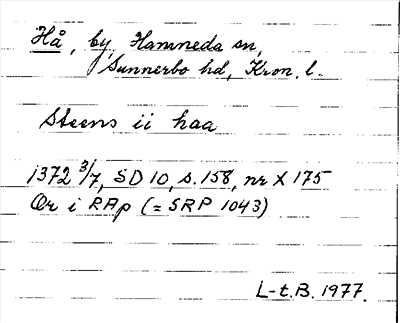 Hå, by, Hamneda sn,
Sunnerbo hd, Kron. l.
Steens ii haa
1372 3/7, SD 10, s. 158, nr X 175
Or i RAp (= SRP 1043)
L-t.B. 1977.